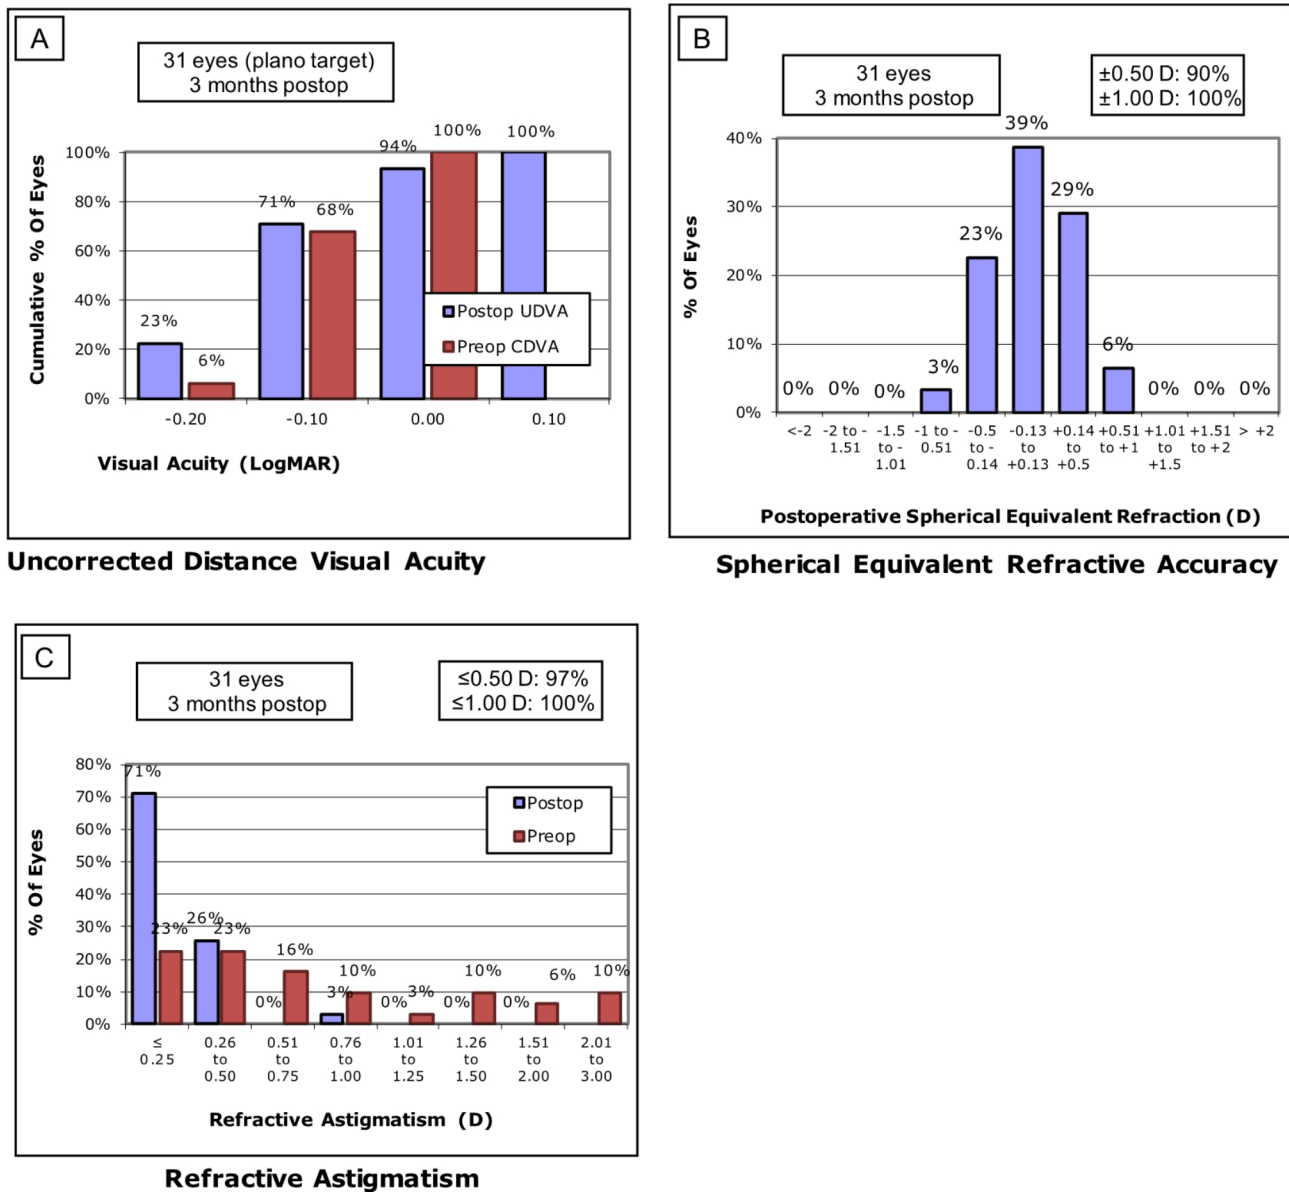 A
31 eyes (plano target)
3 months postop
Cumulative % Of Eyes
100%
80%
60%
40%
20%
0%
23%
6%
71%
68%
94%
100%
100%
Postop UDVA
Preop CDVA
-0.20
-0.10
0.00
0.10
Visual Acuity (LogMAR)
Uncorrected Distance Visual Acuity
B
31 eyes
3 months postop
±0.50 D: 90%
±1.00 D: 100%
% Of Eyes
40%
30%
20%
10%
0%
0%
0%
0%
3%
23%
39%
29%
6%
0%
0%
0%
<-2
-2 to -
1.51
-1.5
to -
1.01
-1 to -
0.51
-0.5
to -
0.14
-0.13
to
+0.13
+0.14
to
+0.5
+0.51
to +1
+1.01
to
+1.5
+1.51
to +2
> +2
Postoperative Spherical Equivalent Refraction (D)
Spherical Equivalent Refractive Accuracy
C
31 eyes
3 months postop
≤0.50 D: 97%
≤1.00 D: 100%
% Of Eyes
80%
70%
60%
50%
40%
30%
20%
10%
0%
71%
23%
26%
23%
0%
16%
3%
10%
0%
3%
0%
10%
0%
6%
10%
Postop
Preop
≤
0.25
0.26
to
0.50
0.51
to
0.75
0.76
to
1.00
1.01
to
1.25
1.26
to
1.50
1.51
to
2.00
2.01
to
3.00
Refractive Astigmatism (D)
Refractive Astigmatism